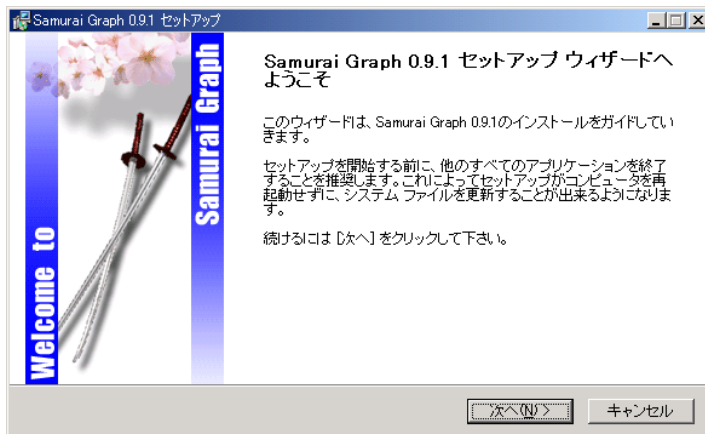 Samurai Graph 0.9.1 セットアップ
Welcome to
Samurai Graph
Samurai Graph 0.9.1 セットアップ ウィザードへ
ようこそ
このウィザードは、Samurai Graph 0.9.1のインストールをガイドしてい
きます。
セットアップを開始する前に、他のすべてのアプリケーションを終了
することを推奨します。これによってセットアップがコンピュータを再
起動せずに、システム ファイルを更新することが出来るようになりま
す。
続けるには [次へ] をクリックして下さい。
次へ(N) >
キャンセル